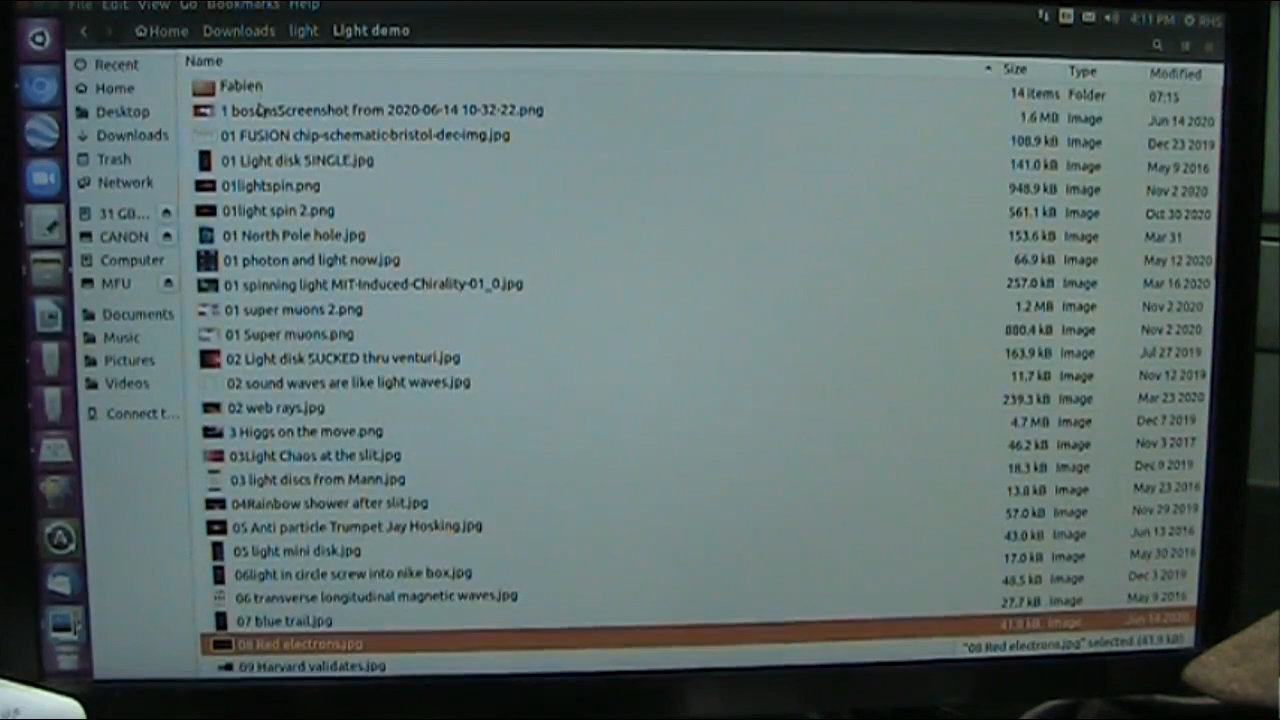 File Edit View Go Bookmarks Help
4:11 PM RHS
Home Downloads light Light demo
Name Size Type Modified
Recent
Home
Desktop
Downloads
Trash
Network
31 GB...
CANON
Computer
MFU
Documents
Music
Pictures
Videos
Connect t...
Fabien 14 items Folder 07:15
1 Screenshot from 2020-06-14 10-32-22.png 1.6 MB Image Jun 14 2020
01 FUSION chip-schematic-bristol-dec-img.jpg 108.9 kB Image Dec 23 2019
01 Light disk SINGLE.jpg 141.0 kB Image May 9 2016
01lightspin.png 948.9 kB Image Nov 2 2020
01light spin 2.png 561.1 kB Image Oct 30 2020
01 North Pole hole.jpg 153.6 kB Image Mar 31
01 photon and light now.jpg 66.9 kB Image May 12 2020
01 spinning light MIT-Induced-Chirality-01_0.jpg 257.0 kB Image Mar 16 2020
01 super muons 2.png 1.2 MB Image Nov 2 2020
01 Super muons.png 880.4 kB Image Nov 2 2020
02 Light disk SUCKED thru venturi.jpg 163.9 kB Image Jul 27 2019
02 sound waves are like light waves.jpg 11.7 kB Image Nov 12 2019
02 web rays.jpg 239.3 kB Image Mar 23 2020
3 Higgs on the move.png 4.7 MB Image Dec 7 2019
03Light Chaos at the slit.jpg 46.2 kB Image Nov 3 2017
03 light discs from Mann.jpg 18.3 kB Image Dec 9 2019
04Rainbow shower after slit.jpg 13.8 kB Image May 23 2016
05 Anti particle Trumpet Jay Hosking.jpg 57.0 kB Image Nov 29 2019
05 light mini disk.jpg 43.0 kB Image Jun 13 2016
06light in circle screw into nike box.jpg 17.0 kB Image May 30 2016
06 transverse longitudinal magnetic waves.jpg 48.5 kB Image Dec 3 2019
07 blue trail.jpg 27.7 kB Image May 9 2016
08 Red electrons.jpg 41.9 kB Image Jun 14 2020
09 Harvard validates.jpg
"08 Red electrons.jpg" selected (41.9 kB)